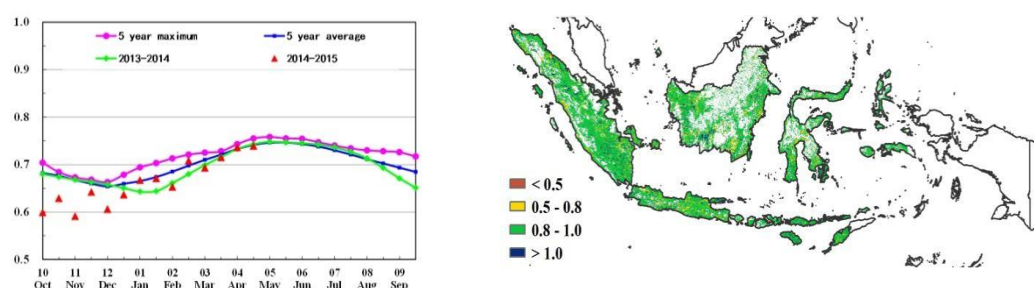 1.0
5 year maximum 5 year average
0.9
2013-2014 2014-2015
0.8
0.7
0.6
0.5
10 11 12 01 02 03 04 05 06 07 08 09
Oct Nov Dec Jan Feb Mar Apr May Jun Jul Aug Sep
< 0.5
0.5 - 0.8
0.8 - 1.0
> 1.0